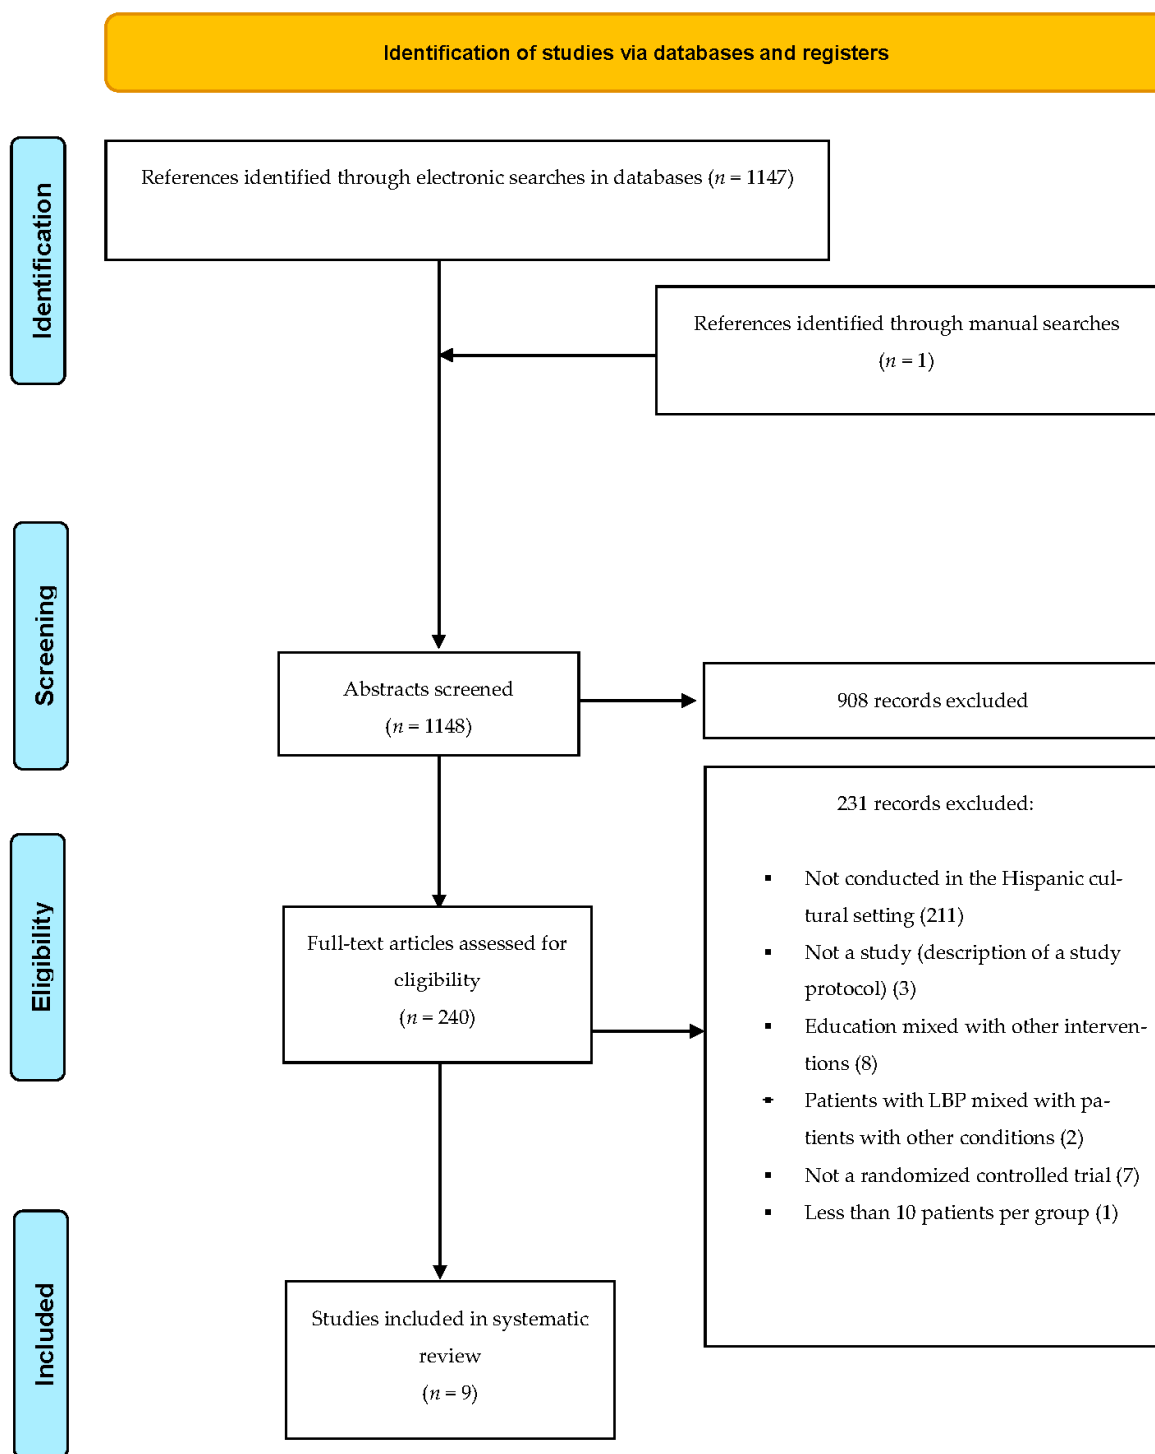 Identification of studies via databases and registers
Identification
References identified through electronic searches in databases (n = 1147)
References identified through manual searches
(n = 1)
Screening
Abstracts screened
(n = 1148)
908 records excluded
Eligibility
Full-text articles assessed for
eligibility
(n = 240)
231 records excluded:
▪ Not conducted in the Hispanic cul-
tural setting (211)
▪ Not a study (description of a study
protocol) (3)
▪ Education mixed with other interven-
tions (8)
▪ Patients with LBP mixed with pa-
tients with other conditions (2)
▪ Not a randomized controlled trial (7)
▪ Less than 10 patients per group (1)
Included
Studies included in systematic
review
(n = 9)